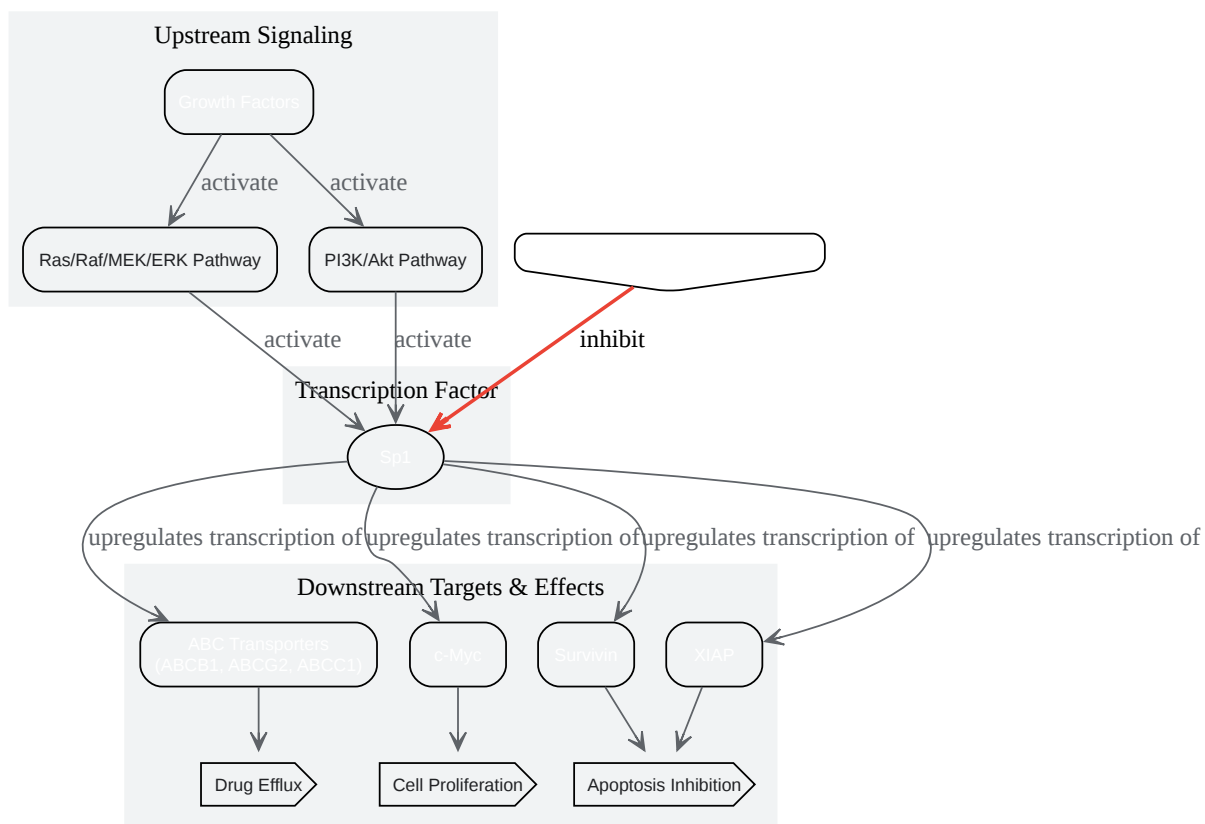 Upstream Signaling
Growth Factors
activate
activate
Ras/Raf/MEK/ERK Pathway
PI3K/Akt Pathway
activate
activate
inhibit
Transcription Factor
Sp1
upregulates transcription of
upregulates transcription of
upregulates transcription of
upregulates transcription of
Downstream Targets & Effects
ABC Transporters
(ABCB1, ABCG2, ABCC1)
c-Myc
Survivin
XIAP
Drug Efflux
Cell Proliferation
Apoptosis Inhibition